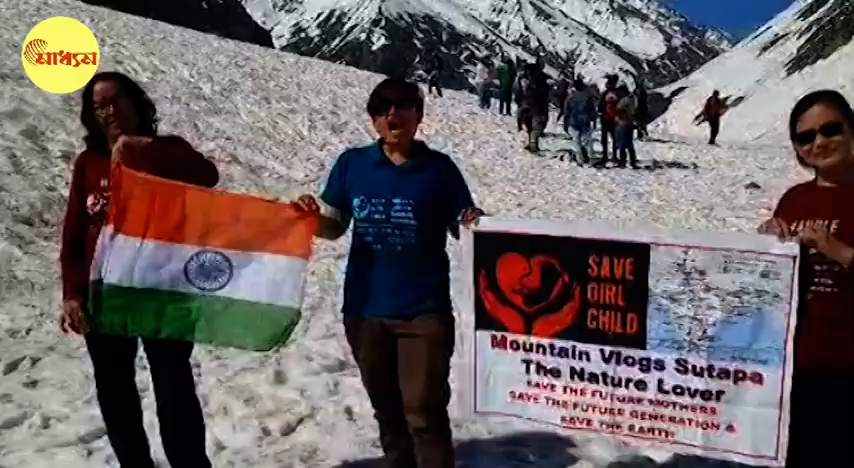 মাধ্যম
SAVE
GIRL
CHILD
Mountain Vlogs Sutapa
The Nature Lover
SAVE THE FUTURE MOTHERS
SAVE THE FUTURE GENERATION &
SAVE THE EARTH